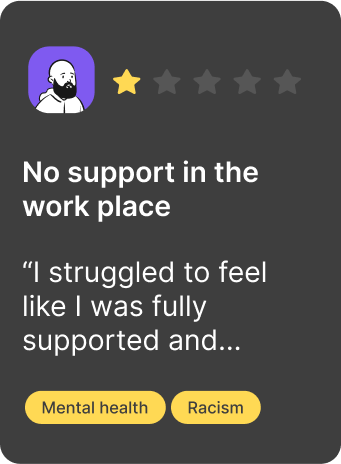 No support in the
work place
“I struggled to feel
like I was fully
supported and...
Mental health
Racism